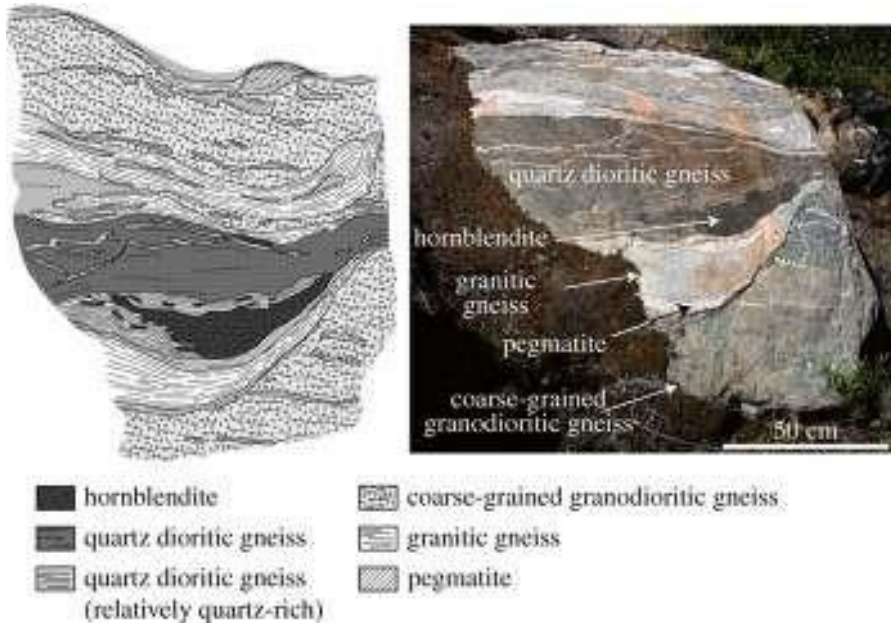 quartz dioritic gneiss
hornblendite
granitic
gneiss
pegmatite
coarse-grained
granodioritic gneiss
50 cm
hornblendite
coarse-grained granodioritic gneiss
quartz dioritic gneiss
granitic gneiss
quartz dioritic gneiss
(relatively quartz-rich)
pegmatite